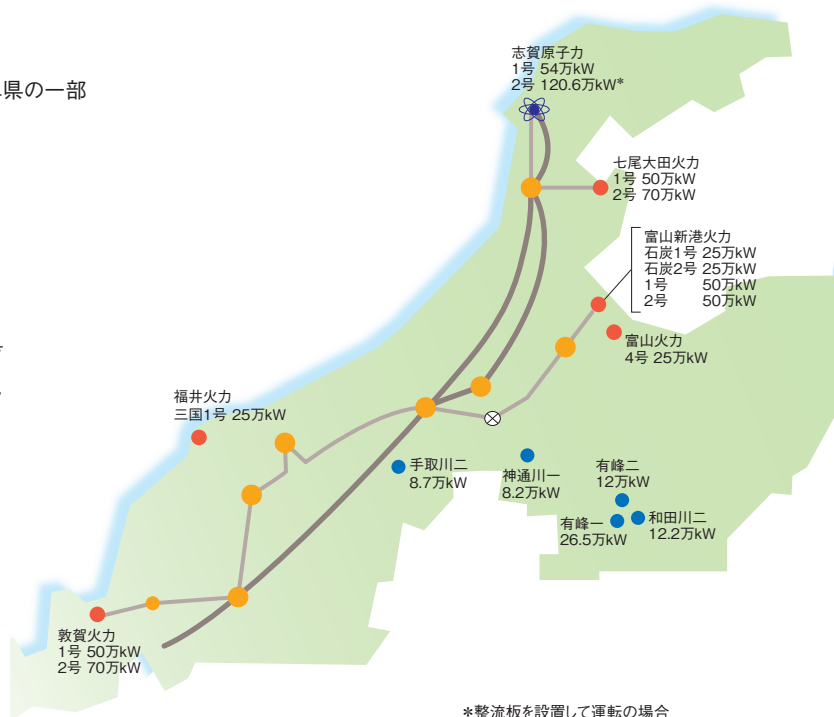 県の一部
志賀原子力
1号 54万kW
2号 120.6万kW*
七尾大田火力
1号 50万kW
2号 70万kW
富山新港火力
石炭1号 25万kW
石炭2号 25万kW
1号 50万kW
2号 50万kW
富山火力
4号 25万kW
福井火力
三国1号 25万kW
手取川二
8.7万kW
神通川一
8.2万kW
有峰二
12万kW
有峰一
26.5万kW
和田川二
12.2万kW
敦賀火力
1号 50万kW
2号 70万kW
*整流板を設置して運転の場合